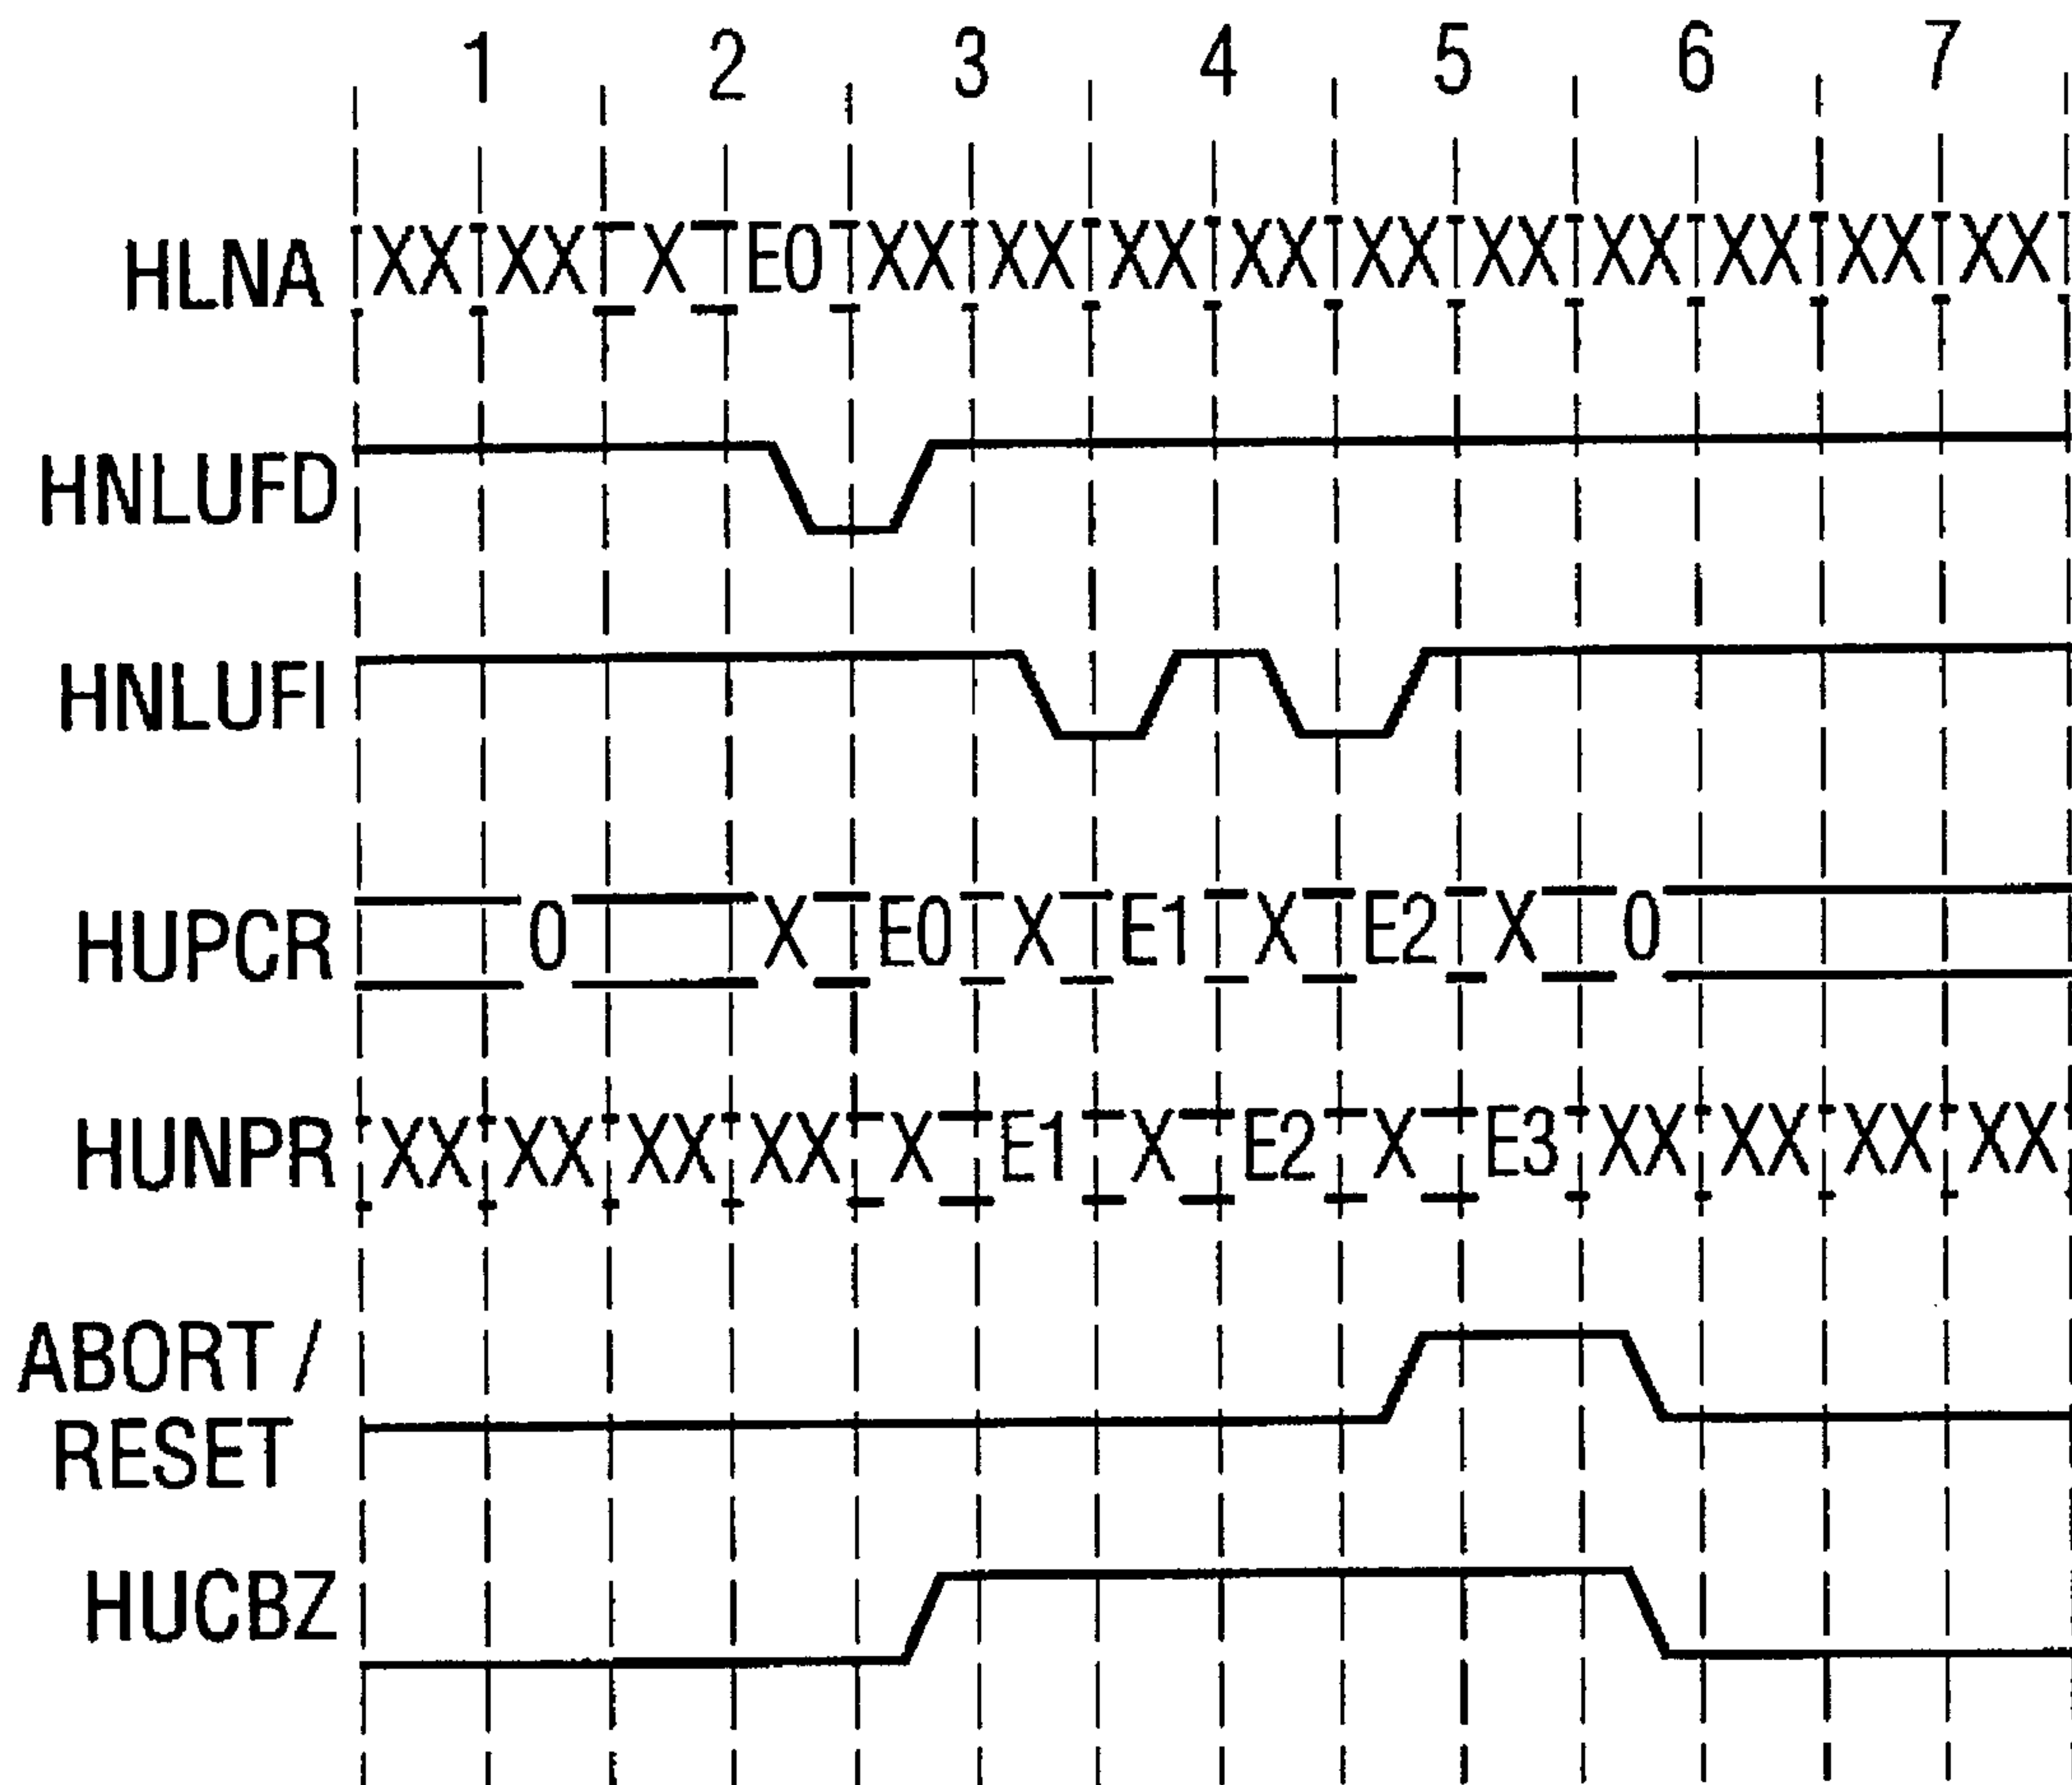 1 2 3 4 5 6 7
HLNA XX XX X E0 XX XX XX XX XX XX XX XX XX XX
HNLUFD
HNLUFI
HUPCR 0 X E0 X E1 X E2 X 0
HUNPR XX XX XX XX X E1 X E2 X E3 XX XX XX XX
ABORT/
RESET
HUCBZ